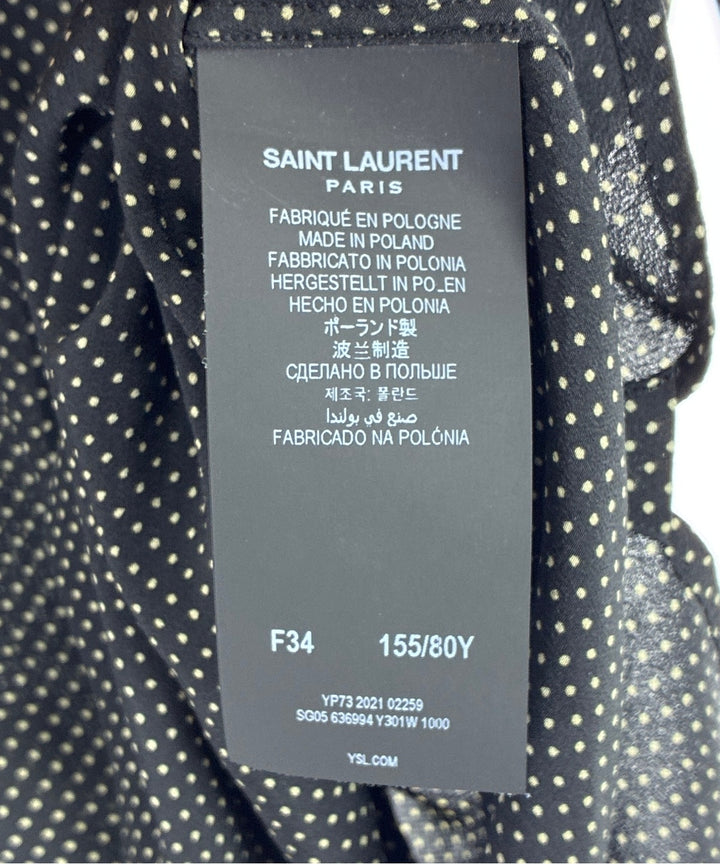 SAINT LAURENT
PARIS
FABRIQUÉ EN POLOGNE
MADE IN POLAND
FABBRICATO IN POLONIA
HERGESTELLT IN POLEN
HECHO EN POLONIA
ポーランド製
波兰制造
СДЕЛАНО В ПОЛЬШЕ
제조국: 폴란드
صنع في بولندا
FABRICADO NA POLÓNIA
F34 155/80Y
YP73 2021 02259
SG05 636994 Y301W 1000
YSL.COM